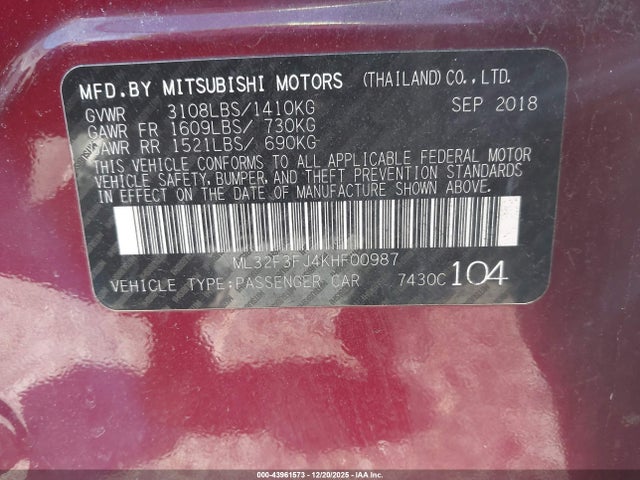 MFD.BY MITSUBISHI MOTORS (THAILAND)CO.,LTD.
GVWR 3108LBS/1410KG SEP 2018
GAWR FR 1609LBS/ 730KG
GAWR RR 1521LBS/ 690KG
THIS VEHICLE CONFORMS TO ALL APPLICABLE FEDERAL MOTOR
VEHICLE SAFETY, BUMPER, AND THEFT PREVENTION STANDARDS
IN EFFECT ON THE DATE OF MANUFACTURE SHOWN ABOVE.
ML32F3FJ4KHF00987
VEHICLE TYPE:PASSENGER CAR 7430C 104
000-43961573 - 12/20/2025 - IAAI.COM